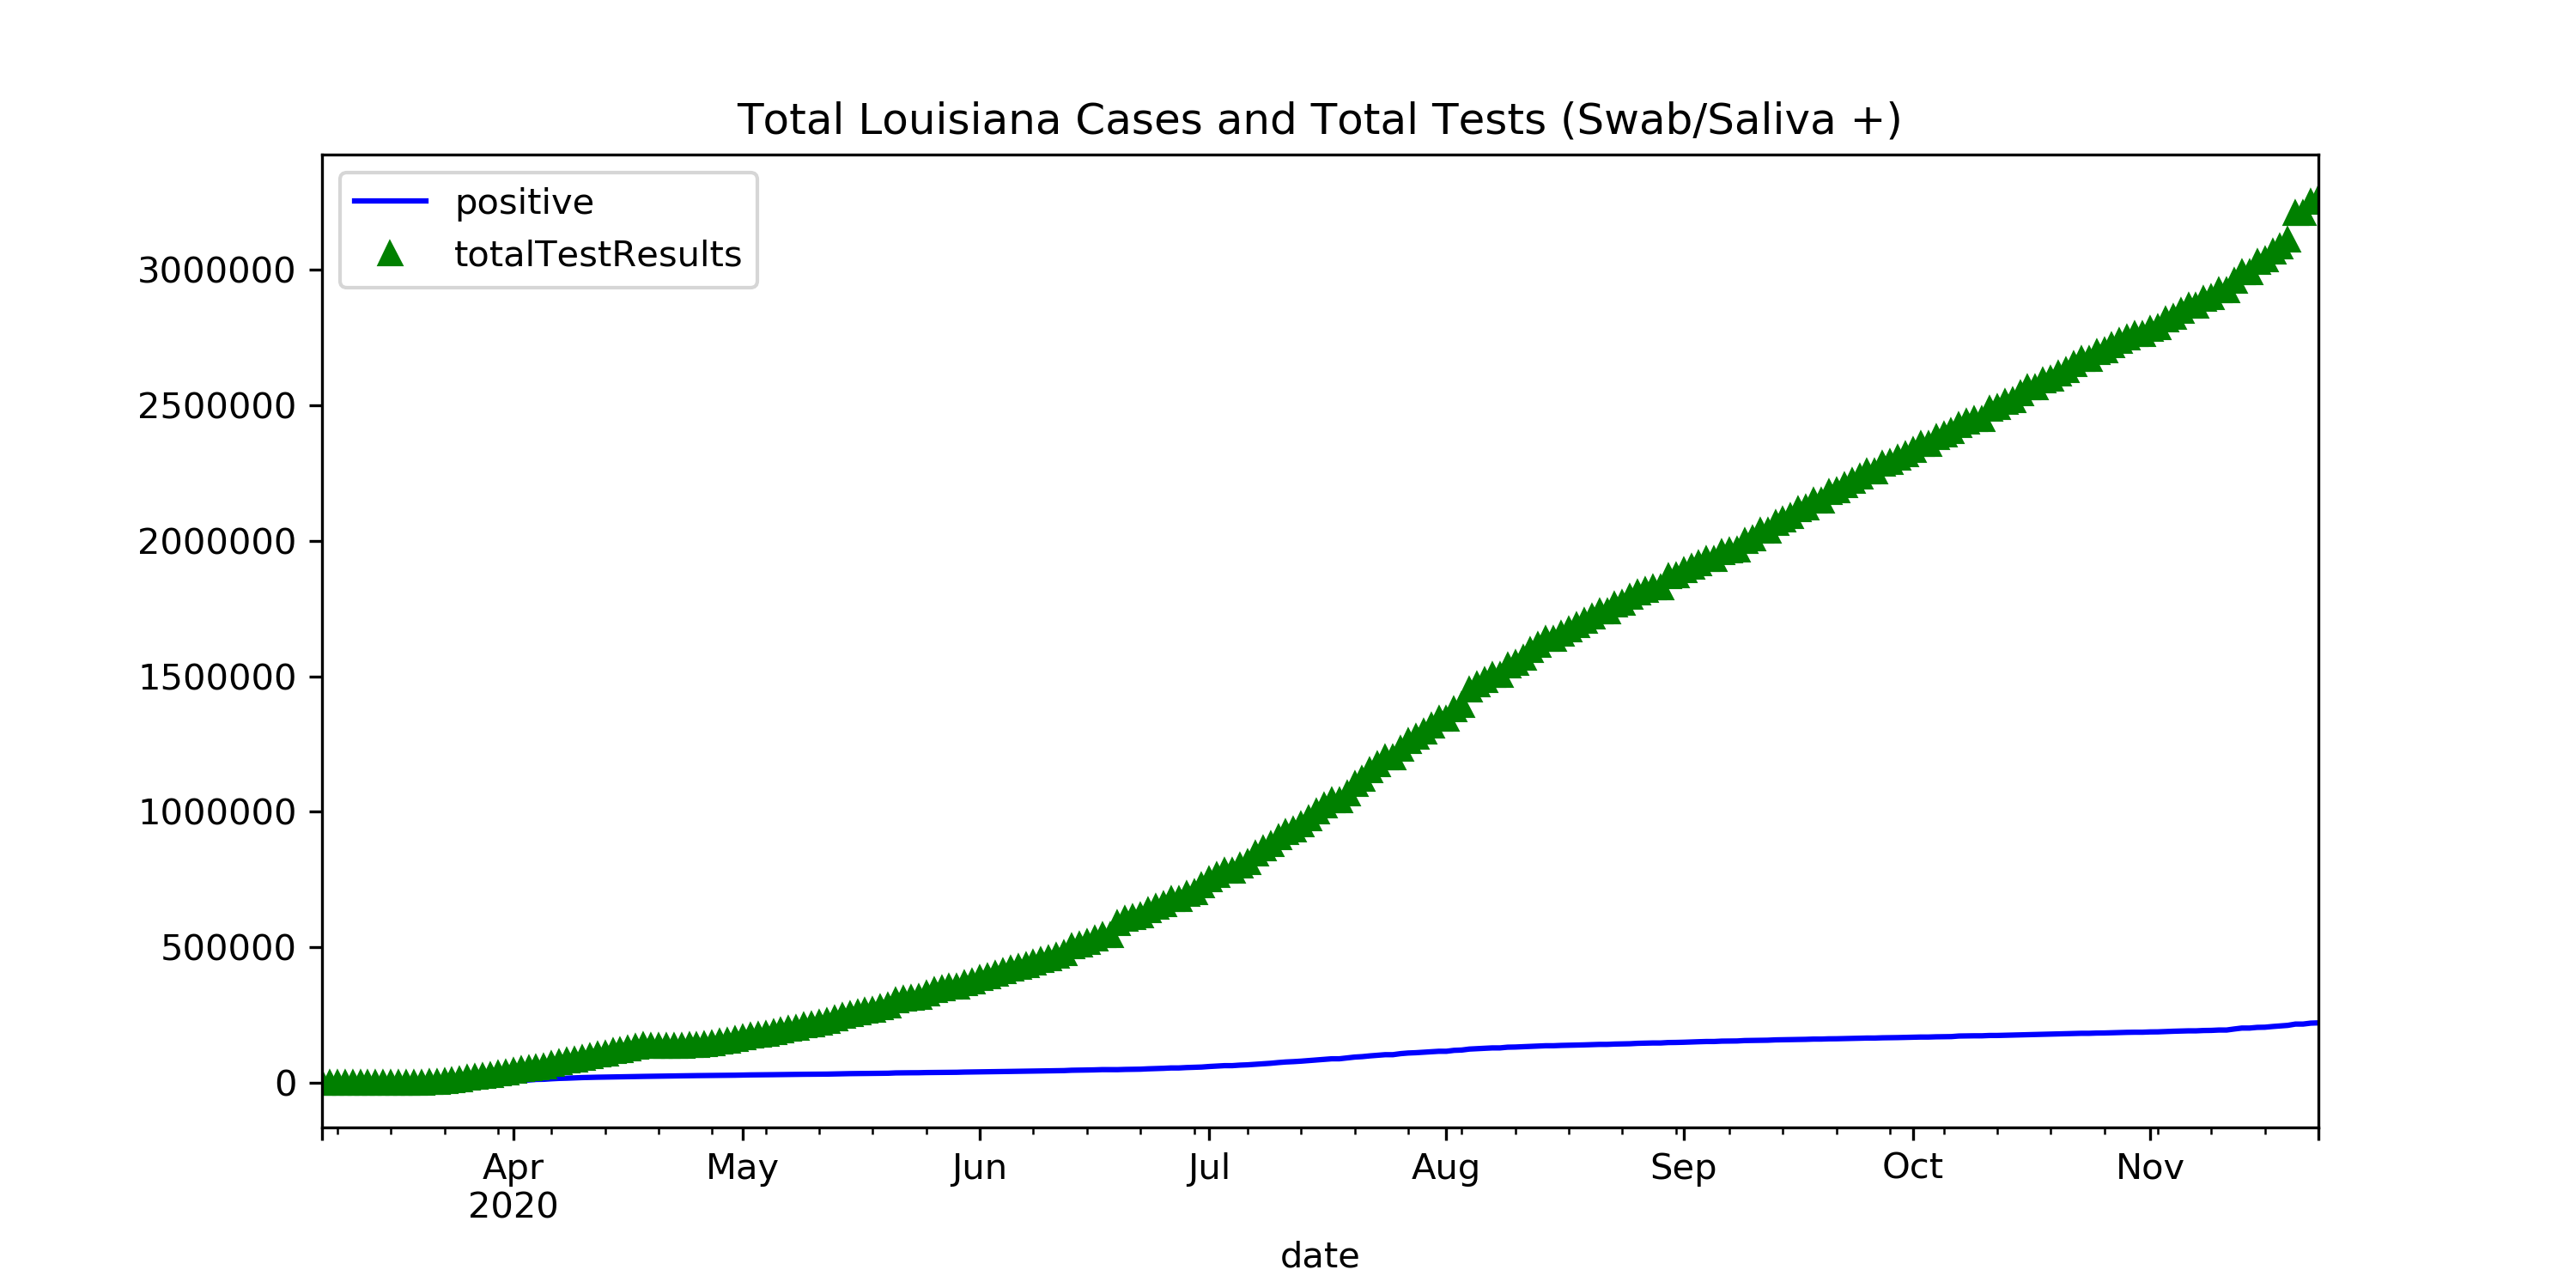 Total Louisiana Cases and Total Tests (Swab/Saliva +)
positive
totalTestResults
3000000
2500000
2000000
1500000
1000000
500000
0
Apr May Jun Jul Aug Sep Oct Nov
2020
date